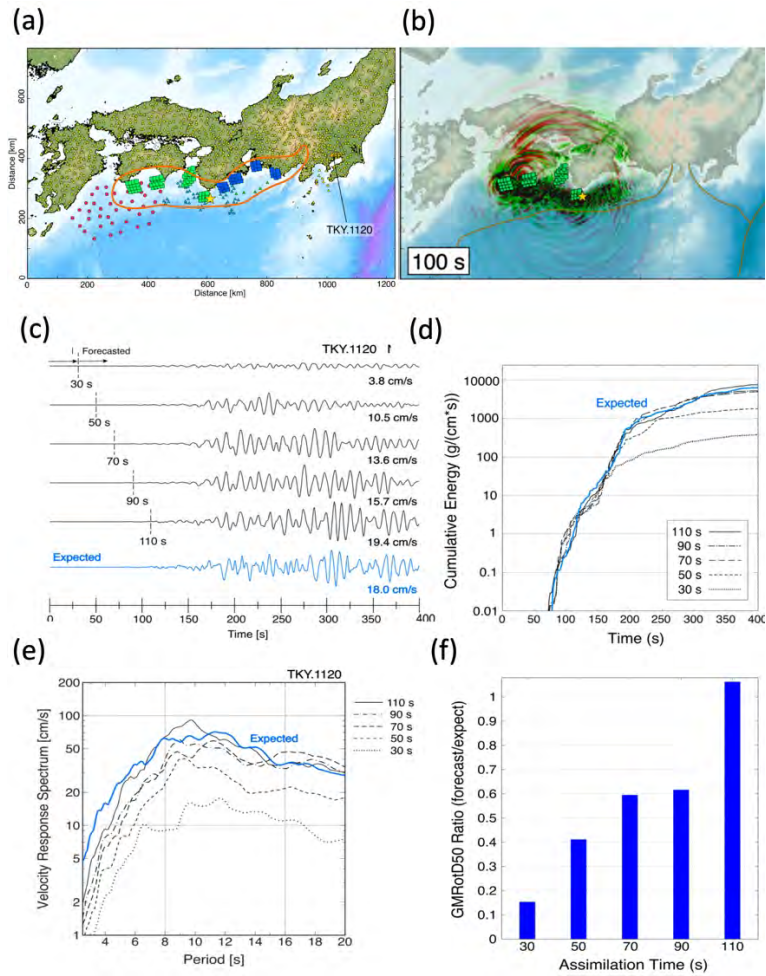 (a)
(b)
Distance [km]
600
400
200
0
TKY.1120
0 200 400 600 800 1000 1200
Distance [km]
100 s
(c)
(d)
Forecasted
TKY.1120
30 s
3.8 cm/s
50 s
10.5 cm/s
70 s
13.6 cm/s
90 s
15.7 cm/s
110 s
19.4 cm/s
Expected
18.0 cm/s
0 50 100 150 200 250 300 350 400
Time [s]
Cumulative Energy (g/(cm*s))
10000
1000
100
10
1
0.1
0.01
Expected
110 s
90 s
70 s
50 s
30 s
50 100 150 200 250 300 350 400
Time (s)
(e)
(f)
TKY.1120
Velocity Response Spectrum [cm/s]
200
100
50
20
10
5
2
1
Expected
110 s
90 s
70 s
50 s
30 s
4 6 8 10 12 14 16 18 20
Period [s]
GMRotD50 Ratio (forecast/expect)
1
0.9
0.8
0.7
0.6
0.5
0.4
0.3
0.2
0.1
0
30 50 70 90 110
Assimilation Time (s)